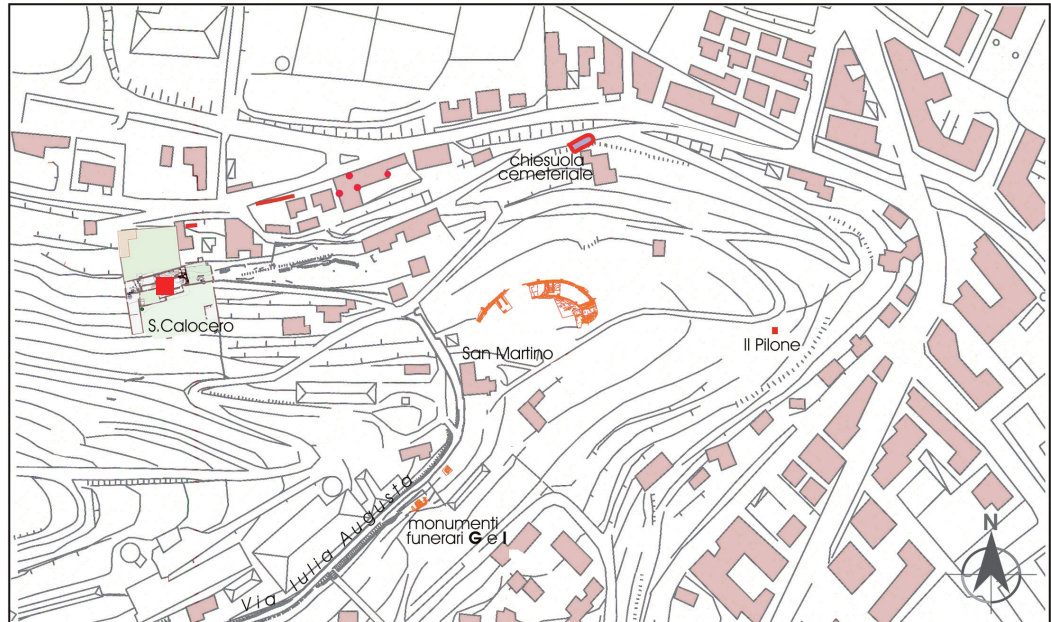 chiesuola
cemeteriale
S.Calocero
San Martino
Il Pilone
Via Iulia Augusta
monumenti
funerari G e I
N